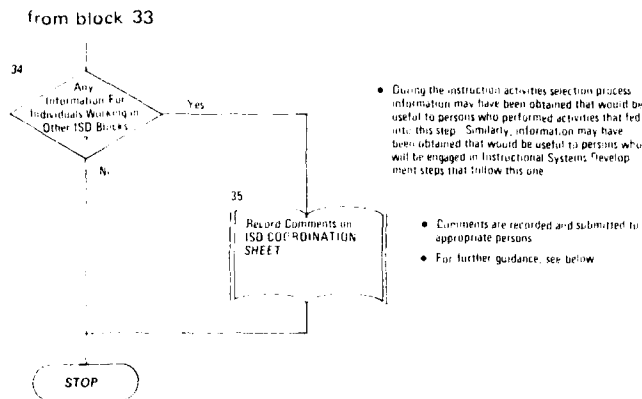 from block 33
34
Any
Information For
Individuals Working in
Other ISD Blocks
?
Yes
No
• During the instruction activities selection process
information may have been obtained that would be
useful to persons who performed activities that fed
into this step. Similarly, information may have
been obtained that would be useful to persons who
will be engaged in Instructional Systems Develop
ment steps that follow this one
35
Record Comments on
ISD COORDINATION
SHEET
• Comments are recorded and submitted to
appropriate persons
• For further guidance, see below
STOP